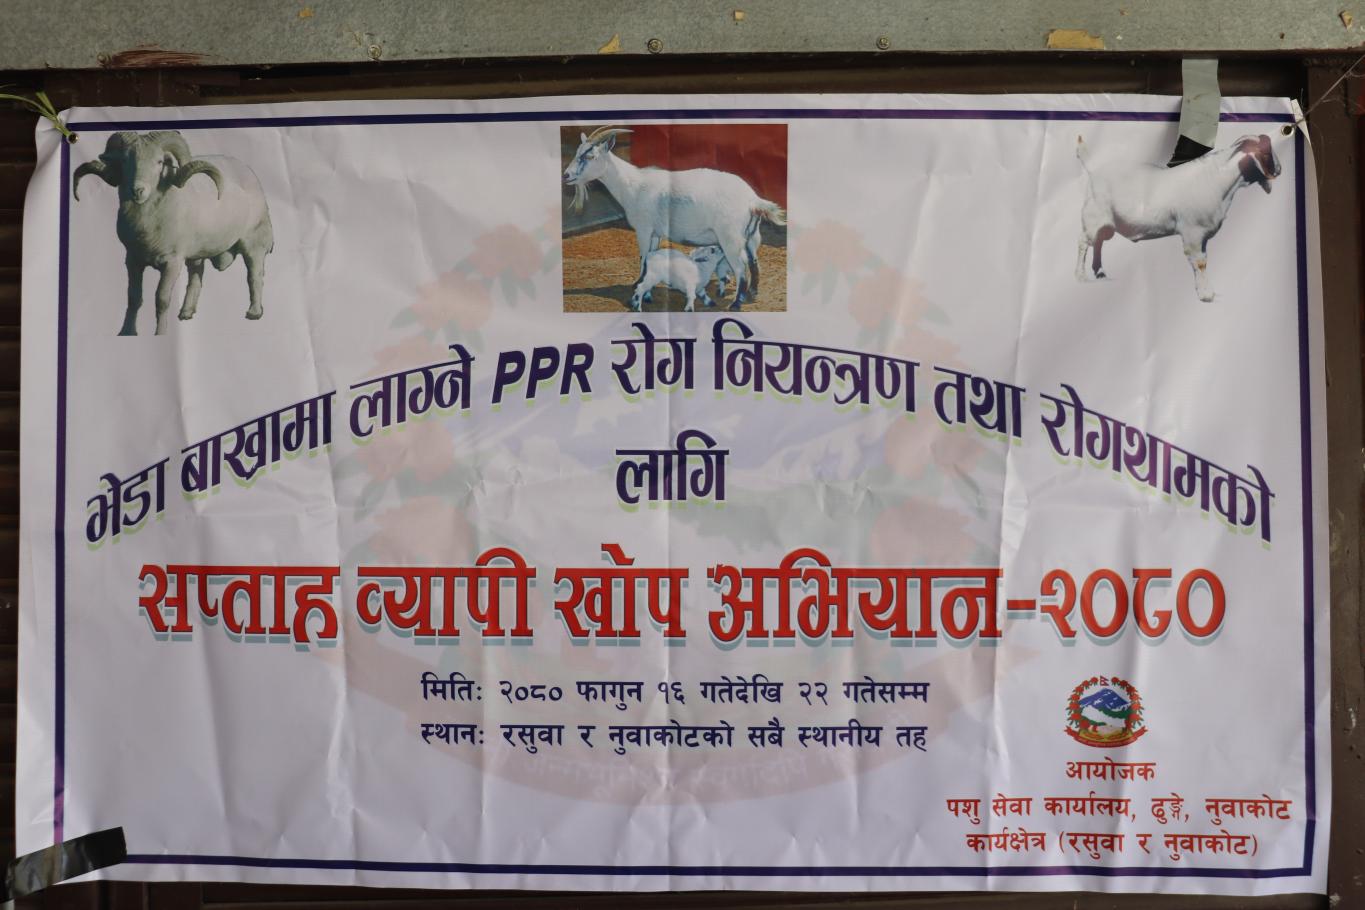 भेडा बाख्रामा लाग्ने PPR रोग नियन्त्रण तथा रोगथामको
लागि
सप्ताह व्यापी खोप अभियान-२०८०
मितिः २०८० फागुन १६ गतेदेखि २२ गतेसम्म
स्थानः रसुवा र नुवाकोटको सबै स्थानीय तह
आयोजक
पशु सेवा कार्यालय, ढुङ्गे, नुवाकोट
कार्यक्षेत्र (रसुवा र नुवाकोट)